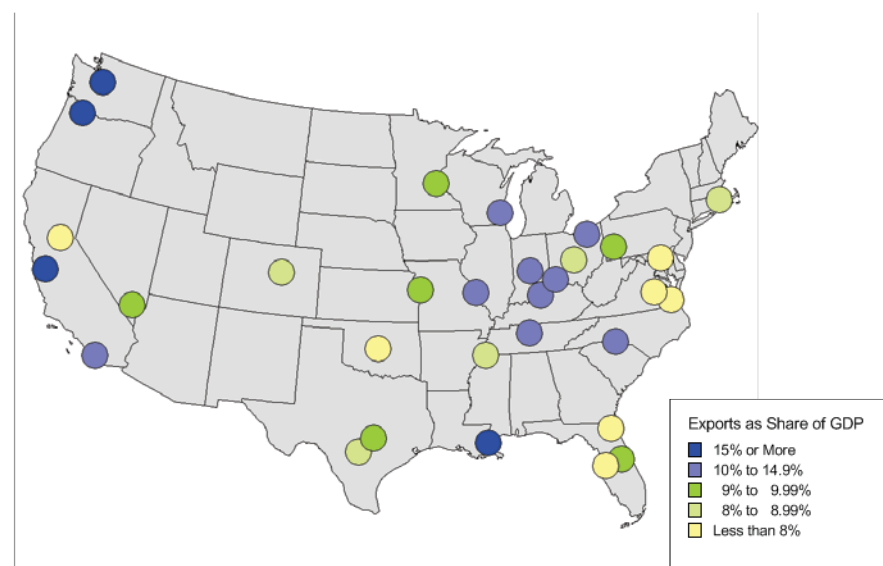 Exports as Share of GDP
15% or More
10% to 14.9%
9% to 9.99%
8% to 8.99%
Less than 8%